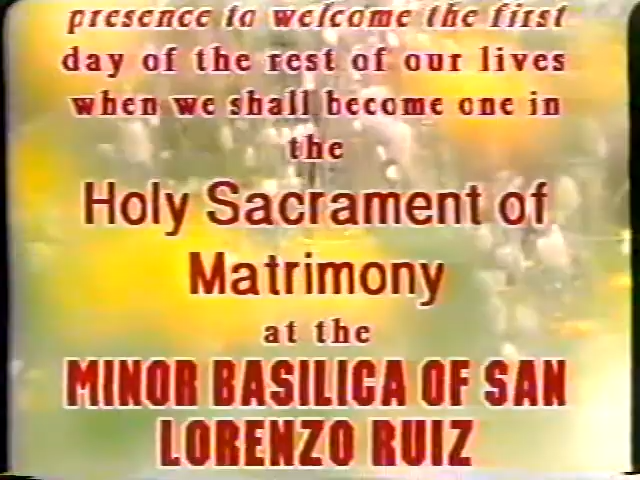 presence to welcome the first
day of the rest of our lives
when we shall become one in
the
Holy Sacrament of
Matrimony
at the
MINOR BASILICA OF SAN
LORENZO RUIZ